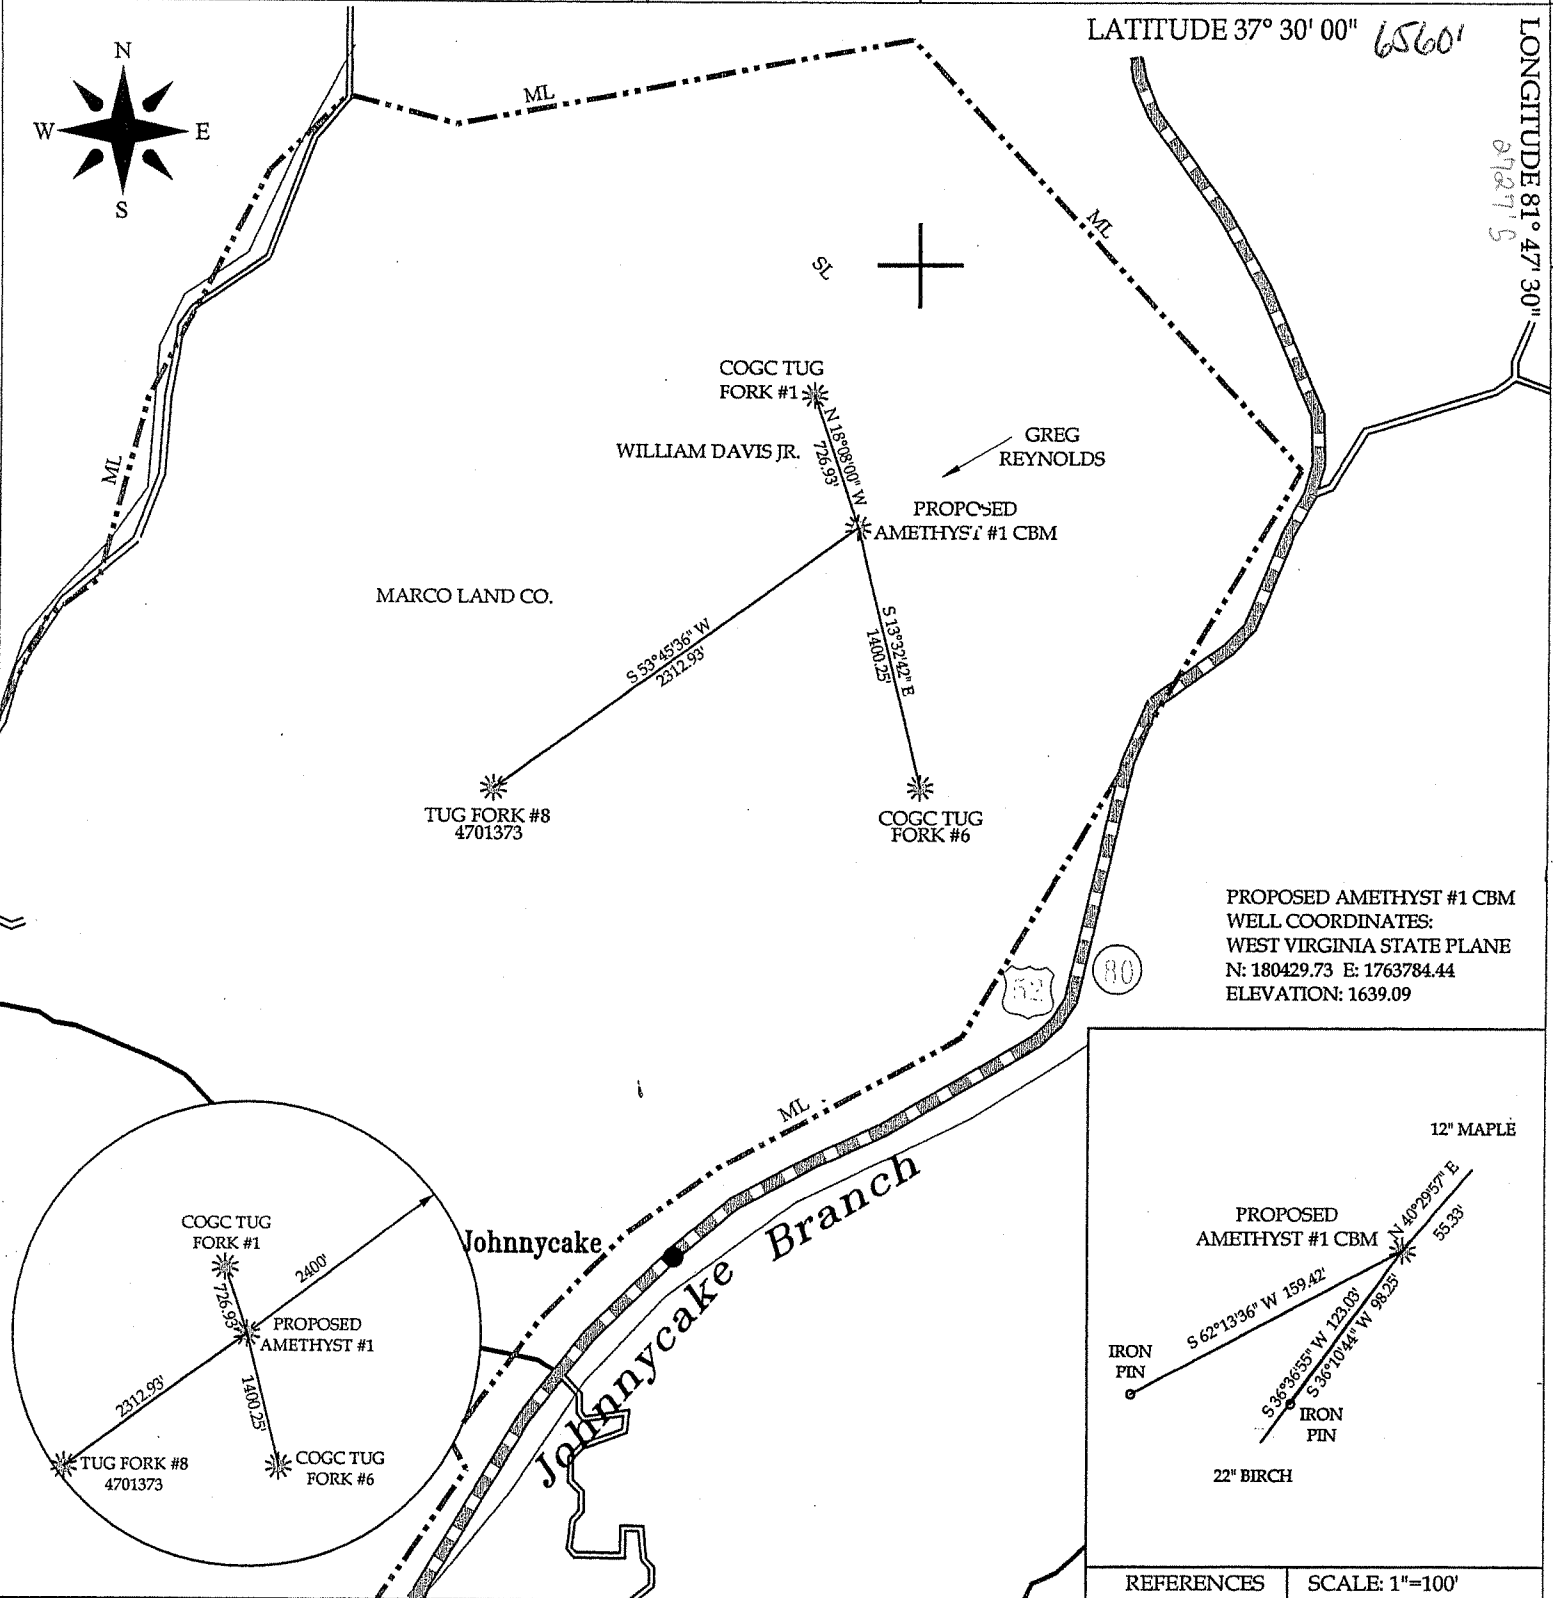 LATITUDE 37° 30' 00" 6560'
LONGITUDE 81° 47' 30"
2727' S
N
W
E
S
ML
ML
ML
SL
COGC TUG
FORK #1
N 18°08'00" W
726.93'
WILLIAM DAVIS JR.
GREG
REYNOLDS
PROPOSED
AMETHYST #1 CBM
MARCO LAND CO.
S 53°45'36" W
2312.93'
S 13°32'42" E
1400.25'
TUG FORK #8
4701373
COGC TUG
FORK #6
PROPOSED AMETHYST #1 CBM
WELL COORDINATES:
WEST VIRGINIA STATE PLANE
N: 180429.73 E: 1763784.44
ELEVATION: 1639.09
52
80
ML
Johnnycake
Johnnycake Branch
COGC TUG
FORK #1
2400'
726.93'
PROPOSED
AMETHYST #1
2312.93'
1400.25'
TUG FORK #8
4701373
COGC TUG
FORK #6
12" MAPLE
N 40°29'57" E
55.33'
PROPOSED
AMETHYST #1 CBM
S 62°13'36" W 159.42'
S 36°36'55" W 123.03'
S 36°10'44" W 98.25'
IRON
PIN
IRON
PIN
22" BIRCH
REFERENCES
SCALE: 1"=100'